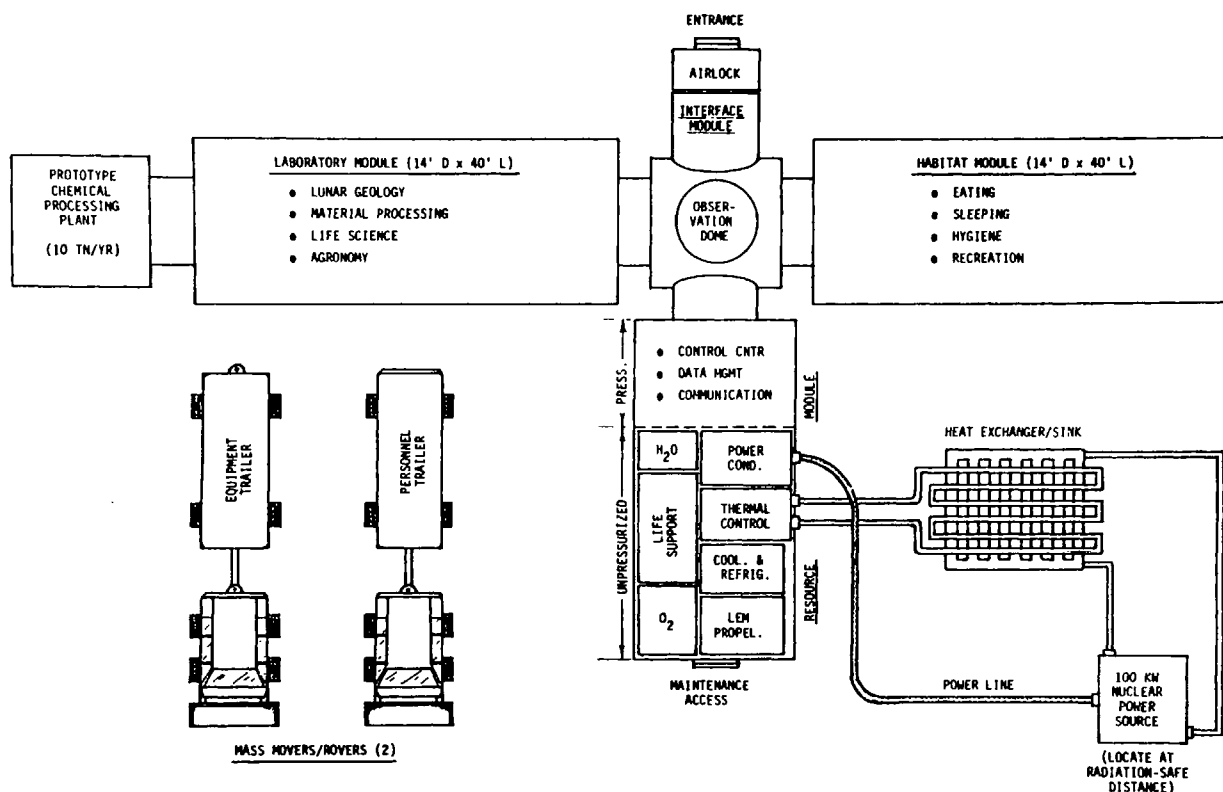 ENTRANCE
AIRLOCK
INTERFACE
MODULE
PROTOTYPE
CHEMICAL
PROCESSING
PLANT
(10 TN/YR)
LABORATORY MODULE (14' D x 40' L)
• LUNAR GEOLOGY
• MATERIAL PROCESSING
• LIFE SCIENCE
• AGRONOMY
OBSER-
VATION
DOME
HABITAT MODULE (14' D x 40' L)
• EATING
• SLEEPING
• HYGIENE
• RECREATION
PRESS.
• CONTROL CNTR
• DATA MGMT
• COMMUNICATION
MODULE
EQUIPMENT
TRAILER
PERSONNEL
TRAILER
UNPRESSURIZED
H2O
POWER
COND.
LIFE
SUPPORT
THERMAL
CONTROL
COOL. &
REFRIG.
O2
LEM
PROPEL.
RESOURCE
HEAT EXCHANGER/SINK
MAINTENANCE
ACCESS
POWER LINE
100 KW
NUCLEAR
POWER
SOURCE
(LOCATE AT
RADIATION-SAFE
DISTANCE)
MASS MOVERS/ROVERS (2)